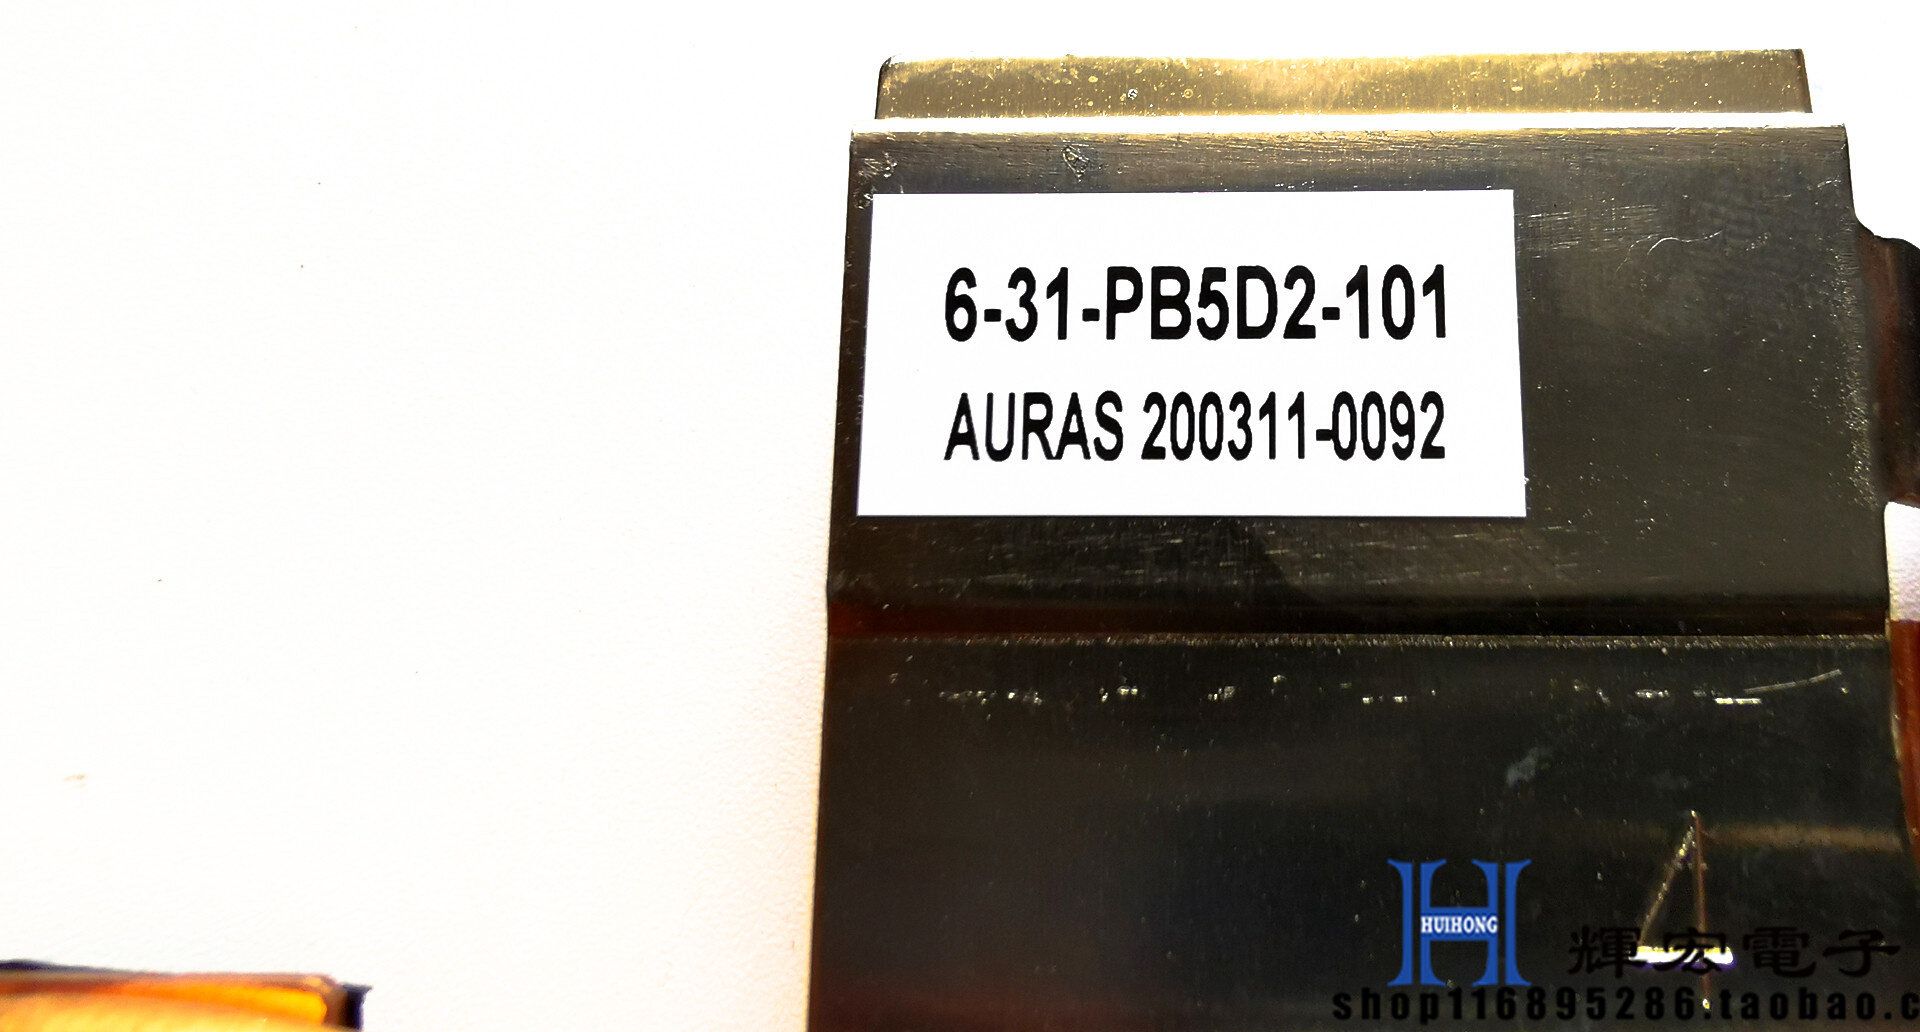 6-31-PB5D2-101
AURAS 200311-0092
HUIHONG
輝宏電子
shop116895286.taobao.c